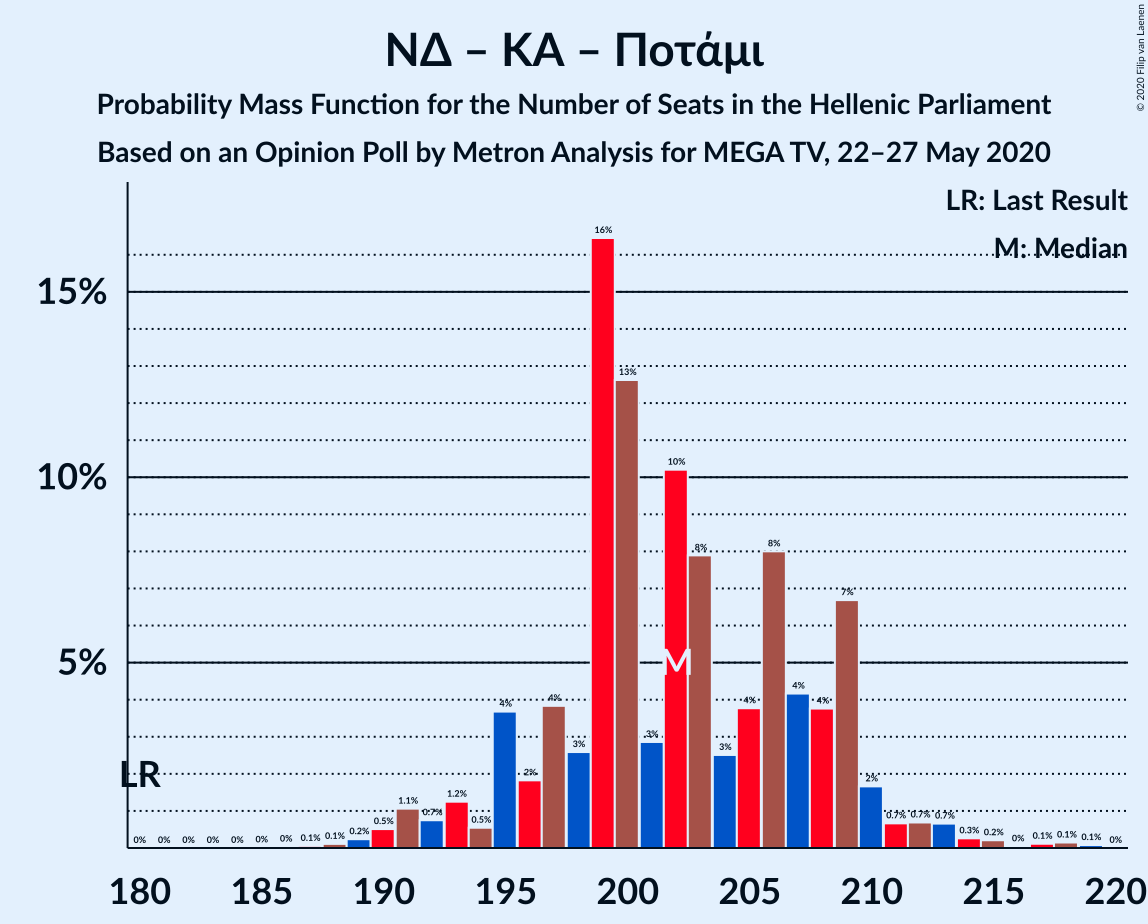 ΝΔ – ΚΑ – Ποτάμι
Probability Mass Function for the Number of Seats in the Hellenic Parliament
Based on an Opinion Poll by Metron Analysis for MEGA TV, 22–27 May 2020
© 2020 Filip van Laenen
LR: Last Result
M: Median
15%
10%
5%
LR
M
0% 0% 0% 0% 0% 0% 0% 0.1% 0.1% 0.2% 0.5% 1.1% 0.7% 1.2% 0.5% 4% 2% 4% 3% 16% 13% 3% 10% 8% 3% 4% 8% 4% 4% 7% 2% 0.7% 0.7% 0.7% 0.3% 0.2% 0% 0.1% 0.1% 0.1% 0%
180 185 190 195 200 205 210 215 220